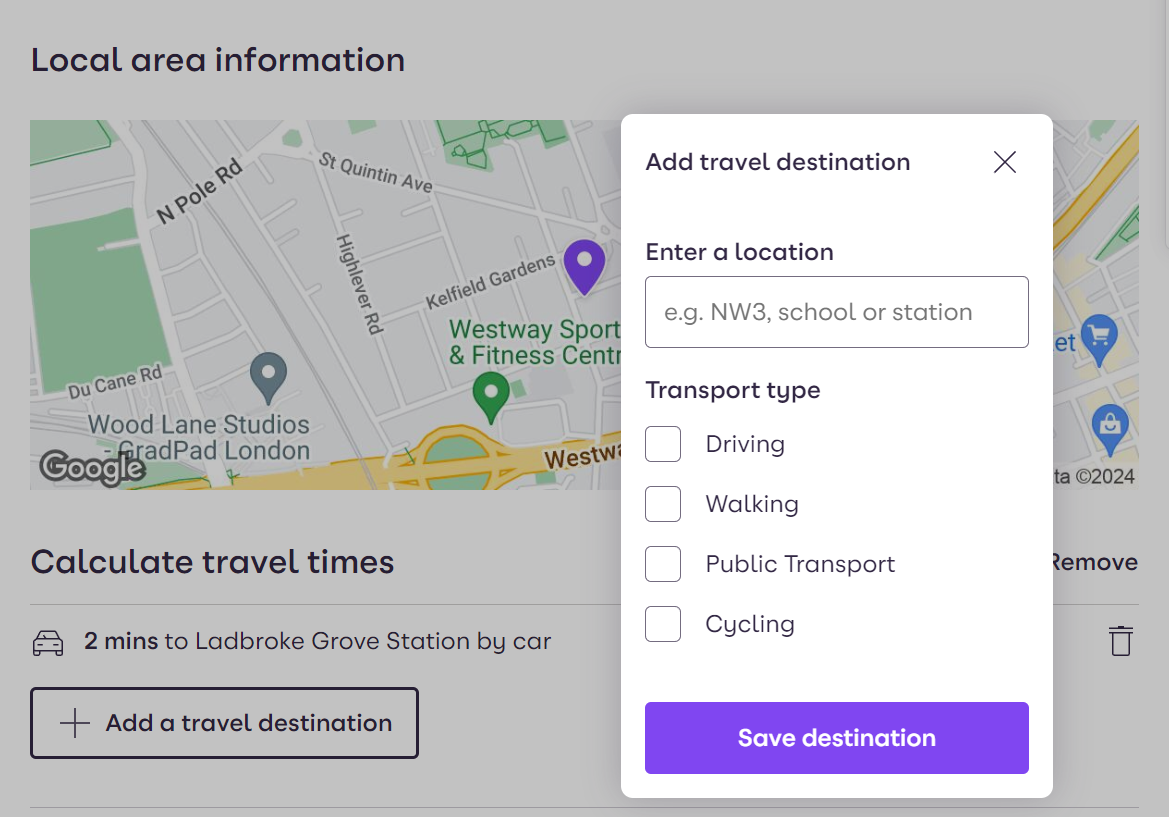 Local area information
N Pole Rd
St Quintin Ave
Highlever Rd
Kelfield Gardens
Westway Sport
& Fitness Centr
Du Cane Rd
Wood Lane Studios
- GradPad London
Google
Westwa
Add travel destination
Enter a location
e.g. NW3, school or station
Transport type
Driving
Walking
Public Transport
Cycling
Save destination
et
ta ©2024
Calculate travel times
Remove
2 mins to Ladbroke Grove Station by car
Add a travel destination